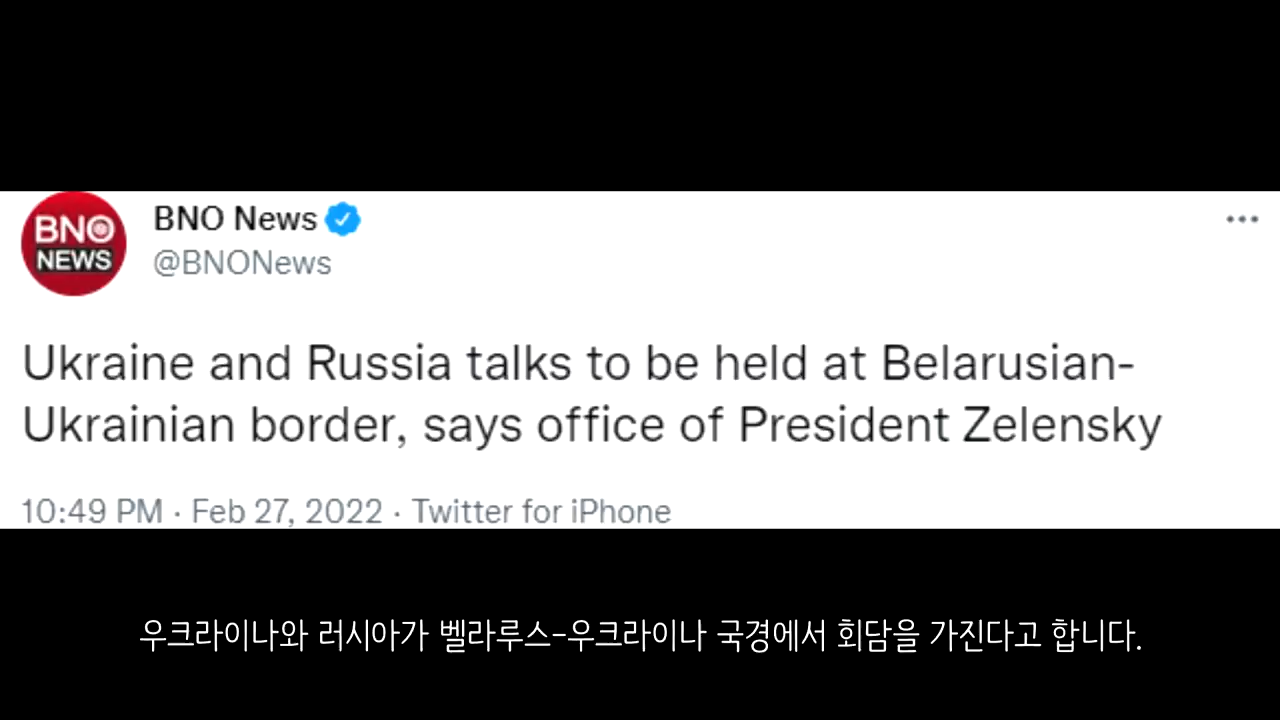 BNO
NEWS
BNO News
@BNONews
Ukraine and Russia talks to be held at Belarusian-
Ukrainian border, says office of President Zelensky
10:49 PM · Feb 27, 2022 · Twitter for iPhone
우크라이나와 러시아가 벨라루스-우크라이나 국경에서 회담을 가진다고 합니다.